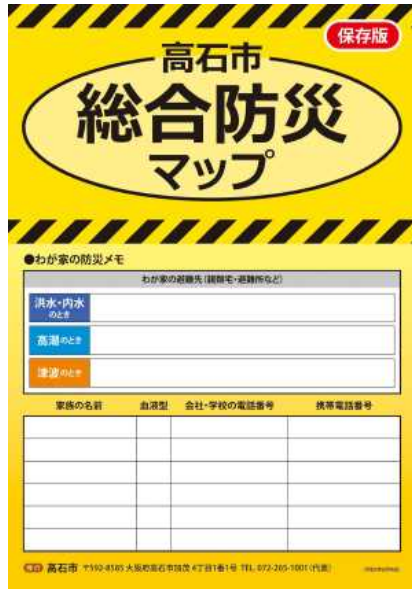 保存版
高石市
総合防災
マップ
●わが家の防災メモ
わが家の避難先(親類宅・避難所など)
洪水・内水
のとき
高潮のとき
津波のとき
家族の名前 血液型 会社・学校の電話番号 携帯電話番号
発行 高石市 〒592-8585 大阪府高石市加茂4丁目1番1号 TEL. 072-265-1001(代表)